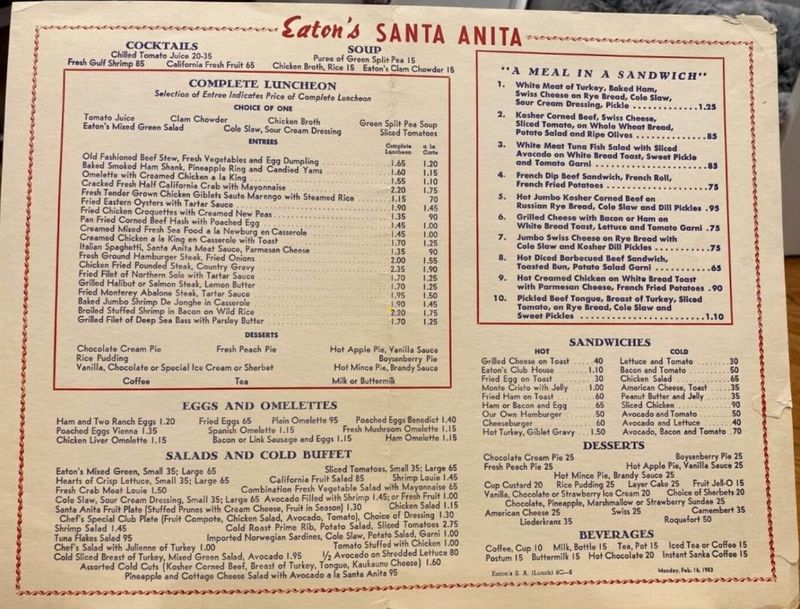 Eaton's SANTA ANITA
COCKTAILS
Chilled Tomato Juice 20-35
Fresh Gulf Shrimp 85 California Fresh Fruit 65
SOUP
Puree of Green Split Pea 15
Chicken Broth, Rice 15 Eaton's Clam Chowder 15
COMPLETE LUNCHEON
Selection of Entree Indicates Price of Complete Luncheon
CHOICE OF ONE
Tomato Juice Clam Chowder Chicken Broth Green Split Pea Soup
Eaton's Mixed Green Salad Cole Slaw, Sour Cream Dressing Sliced Tomatoes
ENTREES
Complete Luncheon a la Carte
Old Fashioned Beef Stew, Fresh Vegetables and Egg Dumpling 1.65 1.20
Baked Smoked Ham Shank, Pineapple Ring and Candied Yams 1.60 1.15
Omelette with Creamed Chicken a la King 1.55 1.10
Cracked Fresh Half California Crab with Mayonnaise 2.20 1.75
Fresh Tender Grown Chicken Giblets Saute Marengo with Steamed Rice 1.15 70
Fried Eastern Oysters with Tartar Sauce 1.90 1.45
Fried Chicken Croquettes with Creamed New Peas 1.35 90
Pan Fried Corned Beef Hash with Poached Egg 1.45 1.00
Creamed Mixed Fresh Sea Food a la Newburg en Casserole 1.45 1.00
Creamed Chicken a la King en Casserole with Toast 1.70 1.25
Italian Spaghetti, Santa Anita Meat Sauce, Parmesan Cheese 1.35 90
Fresh Ground Hamburger Steak, Fried Onions 2.00 1.55
Chicken Fried Pounded Steak, Country Gravy 2.35 1.90
Fried Filet of Northern Sole with Tartar Sauce 1.70 1.25
Grilled Halibut or Salmon Steak, Lemon Butter 1.70 1.25
Fried Monterey Abalone Steak, Tartar Sauce 1.95 1.50
Baked Jumbo Shrimp De Jonghe in Casserole 1.90 1.45
Broiled Stuffed Shrimp in Bacon on Wild Rice 2.20 1.75
Grilled Filet of Deep Sea Bass with Parsley Butter 1.70 1.25
DESSERTS
Chocolate Cream Pie Fresh Peach Pie Hot Apple Pie, Vanilla Sauce
Rice Pudding Boysenberry Pie
Vanilla, Chocolate or Special Ice Cream or Sherbet Hot Mince Pie, Brandy Sauce
Coffee Tea Milk or Buttermilk
EGGS AND OMELETTES
Ham and Two Ranch Eggs 1.20 Fried Eggs 65 Plain Omelette 95 Poached Eggs Benedict 1.40
Poached Eggs Vienna 1.35 Spanish Omelette 1.15 Fresh Mushroom Omelette 1.15
Chicken Liver Omelette 1.15 Bacon or Link Sausage and Eggs 1.15 Ham Omelette 1.15
SALADS AND COLD BUFFET
Eaton's Mixed Green, Small 35; Large 65 Sliced Tomatoes, Small 35; Large 65
Hearts of Crisp Lettuce, Small 35; Large 65 California Fruit Salad 85 Shrimp Louie 1.45
Fresh Crab Meat Louie 1.50 Combination Fresh Vegetable Salad with Mayonnaise 65
Cole Slaw, Sour Cream Dressing, Small 35; Large 65 Avocado Filled with Shrimp 1.45; or Fresh Fruit 1.00
Santa Anita Fruit Plate (Stuffed Prunes with Cream Cheese, Fruit in Season) 1.30 Chicken Salad 1.15
Chef's Special Club Plate (Fruit Compote, Chicken Salad, Avocado, Tomato), Choice of Dressing 1.30
Shrimp Salad 1.45 Cold Roast Prime Rib, Potato Salad, Sliced Tomatoes 2.75
Tuna Flakes Salad 95 Imported Norwegian Sardines, Cole Slaw, Potato Salad, Garni 1.00
Chef's Salad with Julienne of Turkey 1.00 Tomato Stuffed with Chicken 1.00
Cold Sliced Breast of Turkey, Mixed Green Salad, Avocado 1.95 ½ Avocado on Shredded Lettuce 80
Assorted Cold Cuts (Kosher Corned Beef, Breast of Turkey, Tongue, Kaukauna Cheese) 1.60
Pineapple and Cottage Cheese Salad with Avocado a la Santa Anita 95
"A MEAL IN A SANDWICH"
1. White Meat of Turkey, Baked Ham,
Swiss Cheese on Rye Bread, Cole Slaw,
Sour Cream Dressing, Pickle 1.25
2. Kosher Corned Beef, Swiss Cheese,
Sliced Tomato, on Whole Wheat Bread,
Potato Salad and Ripe Olives .85
3. White Meat Tuna Fish Salad with Sliced
Avocado on White Bread Toast, Sweet Pickle
and Tomato Garni .85
4. French Dip Beef Sandwich, French Roll,
French Fried Potatoes .75
5. Hot Jumbo Kosher Corned Beef on
Russian Rye Bread, Cole Slaw and Dill Pickles .95
6. Grilled Cheese with Bacon or Ham on
White Bread Toast, Lettuce and Tomato Garni .75
7. Jumbo Swiss Cheese on Rye Bread with
Cole Slaw and Kosher Dill Pickles .75
8. Hot Diced Barbecued Beef Sandwich,
Toasted Bun, Potato Salad Garni .65
9. Hot Creamed Chicken on White Bread Toast
with Parmesan Cheese, French Fried Potatoes .90
10. Pickled Beef Tongue, Breast of Turkey, Sliced
Tomato, on Rye Bread, Cole Slaw and
Sweet Pickles 1.10
SANDWICHES
HOT
Grilled Cheese on Toast .40
Eaton's Club House 1.10
Fried Egg on Toast 30
Monte Cristo with Jelly 1.00
Fried Ham on Toast 60
Ham or Bacon and Egg 65
Our Own Hamburger 50
Cheeseburger 60
Hot Turkey, Giblet Gravy 1.50
COLD
Lettuce and Tomato 30
Bacon and Tomato 50
Chicken Salad 65
American Cheese, Toast 35
Peanut Butter and Jelly 35
Sliced Chicken 90
Avocado and Tomato 50
Avocado and Lettuce 40
Avocado, Bacon and Tomato .70
DESSERTS
Chocolate Cream Pie 25 Boysenberry Pie 25
Fresh Peach Pie 25 Hot Apple Pie, Vanilla Sauce 25
Hot Mince Pie, Brandy Sauce 25
Cup Custard 20 Rice Pudding 25 Layer Cake 25 Fruit Jell-O 15
Vanilla, Chocolate or Strawberry Ice Cream 20 Choice of Sherbets 20
Chocolate, Pineapple, Marshmallow or Strawberry Sundae 25
American Cheese 25 Swiss 25 Camembert 35
Liederkranz 35 Roquefort 50
BEVERAGES
Coffee, Cup 10 Milk, Bottle 15 Tea, Pot 15 Iced Tea or Coffee 15
Postum 15 Buttermilk 15 Hot Chocolate 20 Instant Sanka Coffee 15
Eaton's S. A. (Lunch) 8C—4 Monday, Feb. 16, 1953